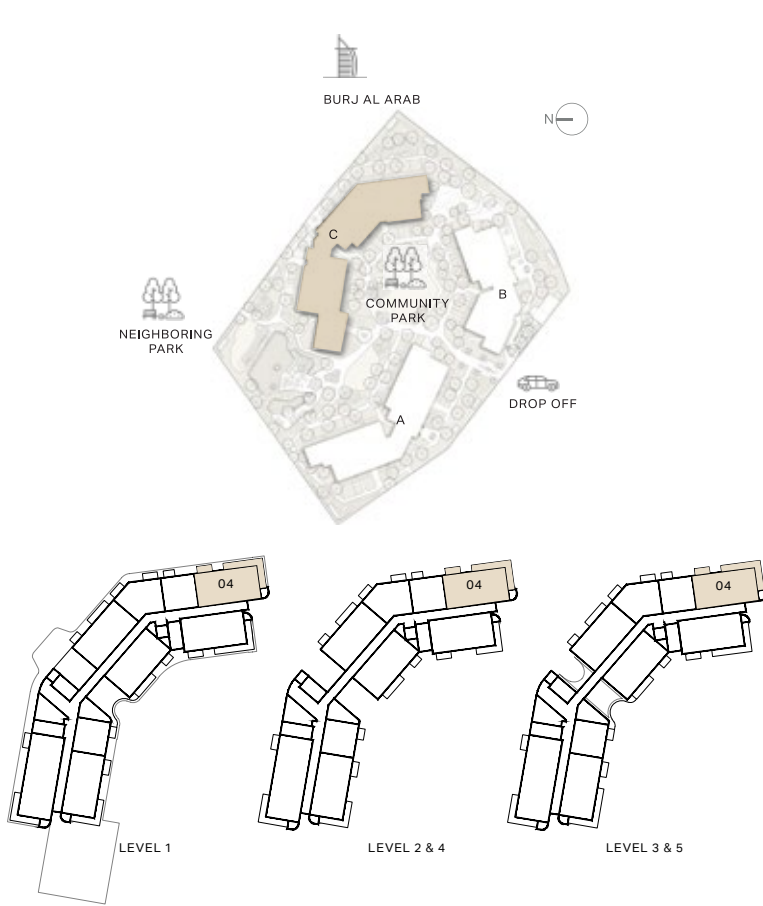 BURJ AL ARAB
N
C
B
COMMUNITY
PARK
NEIGHBORING
PARK
DROP OFF
A
04
04
04
LEVEL 1
LEVEL 2 & 4
LEVEL 3 & 5